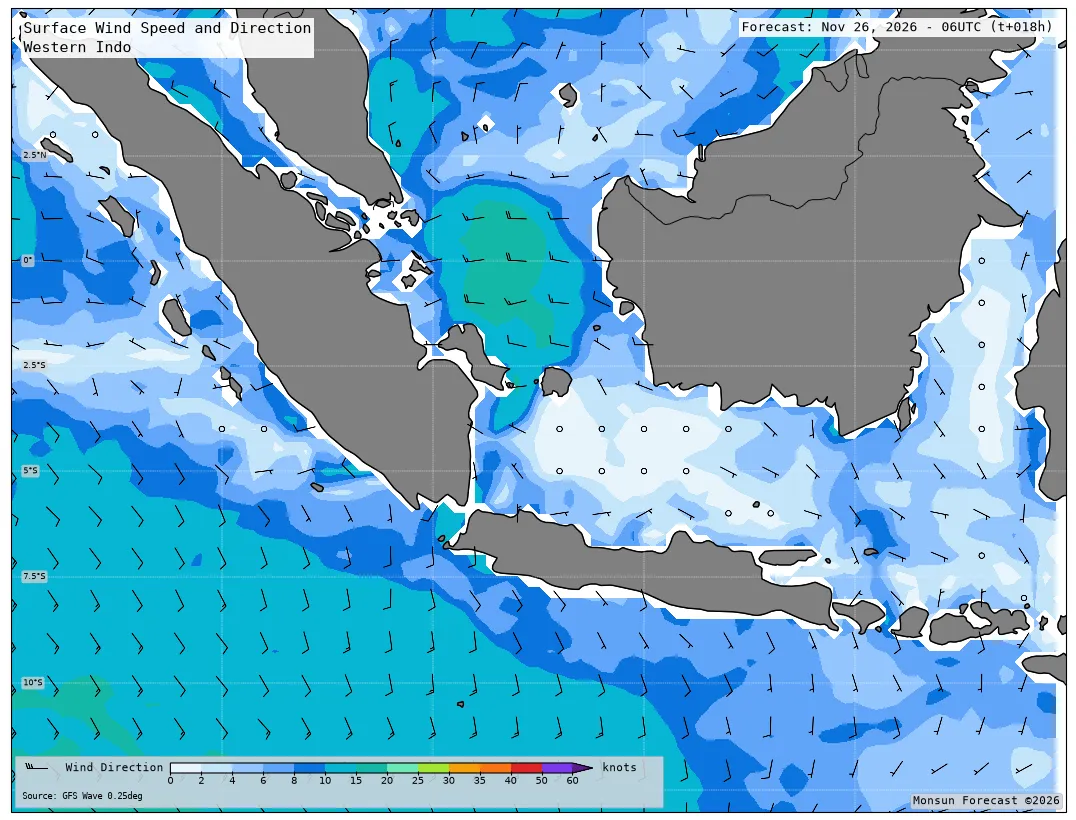 Surface Wind Speed and Direction
Western Indo
Forecast: Nov 26, 2026 - 06UTC (t+018h)
2.5°N
0°
2.5°S
5°S
7.5°S
10°S
Wind Direction
0 2 4 6 8 10 15 20 25 30 35 40 50 60
knots
Source: GFS Wave 0.25deg
Monsun Forecast ©2026